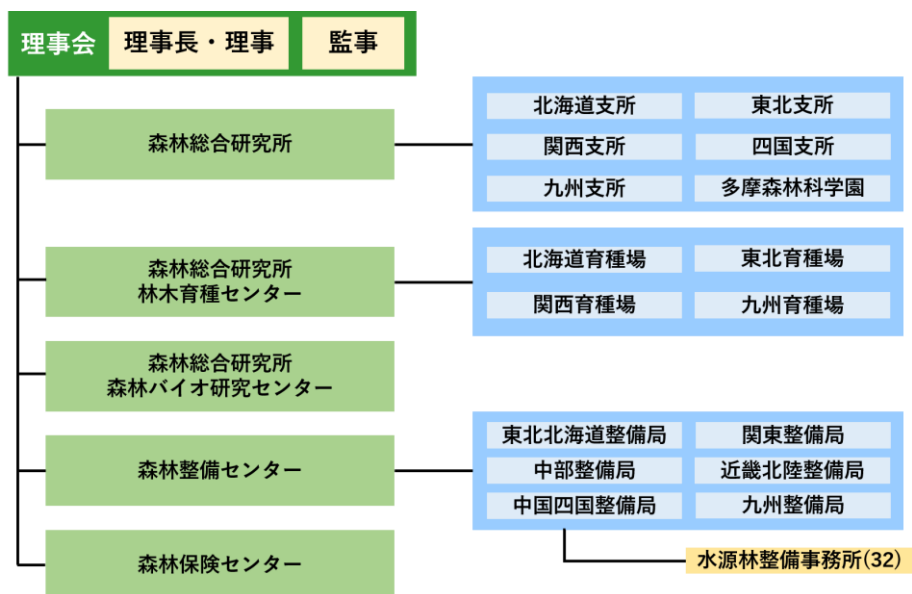 理事会 理事長・理事 監事
森林総合研究所
北海道支所 東北支所
関西支所 四国支所
九州支所 多摩森林科学園
森林総合研究所
林木育種センター
北海道育種場 東北育種場
関西育種場 九州育種場
森林総合研究所
森林バイオ研究センター
森林整備センター
東北北海道整備局 関東整備局
中部整備局 近畿北陸整備局
中国四国整備局 九州整備局
水源林整備事務所(32)
森林保険センター